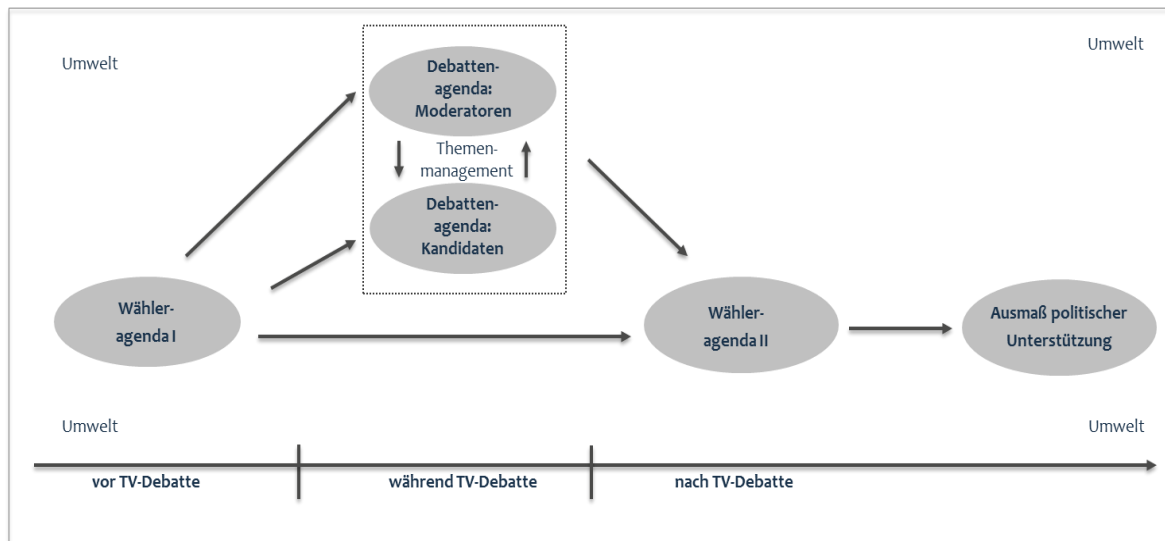 Umwelt
Umwelt
Debatten-
agenda:
Moderatoren
Themen-
management
Debatten-
agenda:
Kandidaten
Wähler-
agenda I
Wähler-
agenda II
Ausmaß politischer
Unterstützung
Umwelt
Umwelt
vor TV-Debatte
während TV-Debatte
nach TV-Debatte